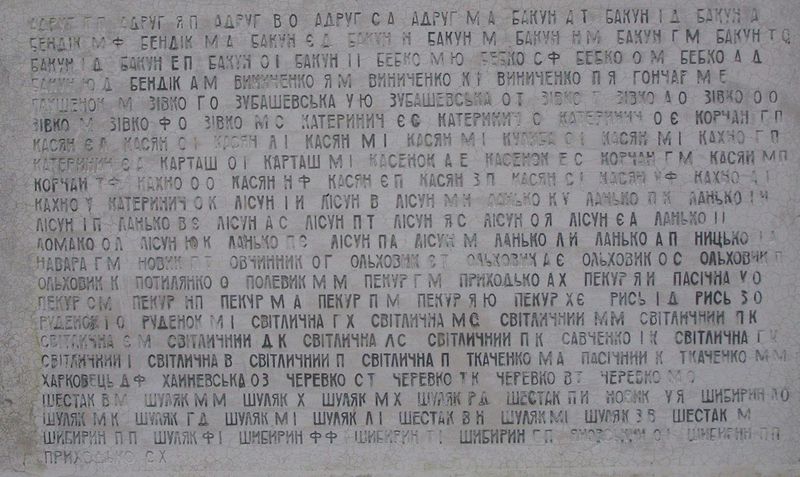 АДРУГ П П АДРУГ Я П АДРУГ В О АДРУГ С А АДРУГ М А БАКУН А Т БАКУН І Д БАКУН А
БЕНДІК М Ф БЕНДІК М А БАКУН Є Д БАКУН Н БАКУН М БАКУН Н М БАКУН Г М БАКУН Т О
БАКУН І Д БАКУН Е П БАКУН О І БАКУН І І БЕБКО М Ю БЕБКО С Ф БЕБКО О М БЕБКО А Д
БАКУН Ю Д БЕНДІК А М ВИНИЧЕНКО Я М ВИНИЧЕНКО К І ВИНИЧЕНКО П Я ГОНЧАР М Е
М ЗІВКО Г О ЗУБАШЕВСЬКА У Ю ЗУБАШЕВСЬКА О Т ЗІВКО Г ЗІВКО Л О ЗІВКО О О
ЗІВКО М ЗІВКО Ф О ЗІВКО М С КАТЕРИНИЧ Є С КАТЕРИНИЧ О КАТЕРИНИЧ О Є КОРЧАН Г П
КАСЯН Є Л КАСЯН О І КАСЯН Л І КАСЯН М І КАСЯН М І О І КАСЯН М І КАХНО Г П
КАТЕРИНИЧ Є Д КАРТАШ О І КАРТАШ М І КАСЕНОК А Е КАСЕНОК Е С КОРЧАН Г М КАСЯН М П
КОРЧАН Т Ф КАХНО О О КАСЯН Н Ф КАСЯН Є П КАСЯН З П КАСЯН С І КАСЯН У Ф КАХНО А І
КАХНО У КАТЕРИНИЧ О К ЛІСУН І И ЛІСУН В ЛІСУН М Н ЛАНЬКО К У ЛАНЬКО П К ЛАНЬКО І Ч
ЛІСУН І П ЛАНЬКО В Є ЛІСУН А С ЛІСУН П Т ЛІСУН Я С ЛІСУН О Я ЛІСУН Є А ЛАНЬКО І І
ЛОМАКО О Л ЛІСУН Ю К ЛАНЬКО П Є ЛІСУН П А ЛІСУН М ЛАНЬКО Л И ЛАНЬКО А П НИЦЬКО
НАВАРА Г М НОВИК П Т ОВЧИННИК О Г ОЛЬХОВИК Є Т ОЛЬХОВИК А Є ОЛЬХОВИК О С ОЛЬХОВИК П
ОЛЬХОВИК К ПОТИЛЯНКО О ПОЛЕВИК М М ПЕКУР Г М ПРИХОДЬКО А Х ПЕКУР Я И ПАСІЧНА У О
ПЕКУР О М ПЕКУР Н П ПЕКУР М А ПЕКУР П М ПЕКУР Я Ю ПЕКУР Х Є РИСЬ І Д РИСЬ З О
РУДЕНОК І О РУДЕНОК М І СВІТЛИЧНА Г Х СВІТЛИЧНА М С СВІТЛИЧНИЙ М М СВІТЛИЧНИЙ П К
СВІТЛИЧНА Є М СВІТЛИЧНИЙ Д К СВІТЛИЧНА Л С СВІТЛИЧНИЙ П К САВЧЕНКО І К СВІТЛИЧНА Г К
СВІТЛИЧНИЙ І СВІТЛИЧНА В СВІТЛИЧНИЙ П СВІТЛИЧНА П ТКАЧЕНКО М А ПАСІЧНИЙ К ТКАЧЕНКО М М
ХАРКОВЕЦЬ Д Ф ХАЙНЕВСЬКА О З ЧЕРЕВКО С Т ЧЕРЕВКО Т К ЧЕРЕВКО В Т ЧЕРЕВКО М О
ШЕСТАК В М ШУЛЯК М М ШУЛЯК Х ШУЛЯК М Х ШУЛЯК Р Д ШЕСТАК П И НОВИК У Я ШИБИРИН Л О
ШУЛЯК М К ШУЛЯК Г Д ШУЛЯК М І ШУЛЯК Л І ШЕСТАК В Н ШУЛЯК М І ШУЛЯК З В ШЕСТАК М
ШИБИРИН П П ШУЛЯК Ф І ШИБИРИН Ф Ф ШИБИРИН Т І ШИБИРИН Г П О І ШИБИРИН П П
ПРИХОДЬКО Є Х